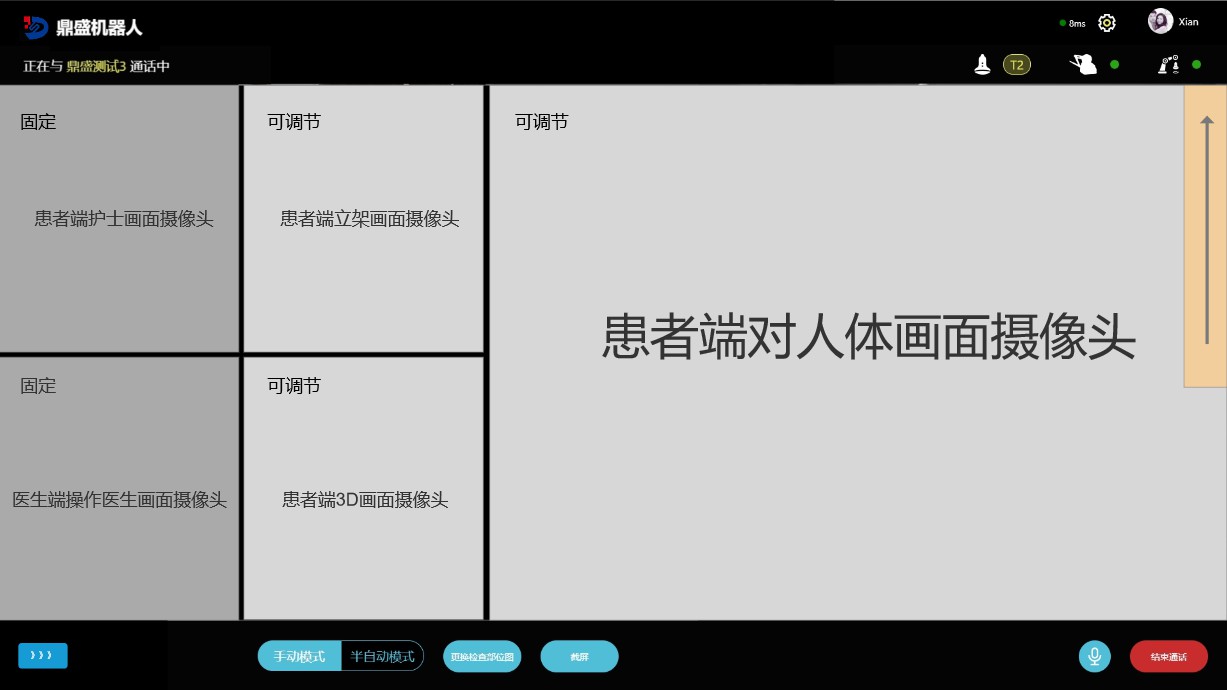 鼎盛机器人
8ms
Xian
正在与 鼎盛测试3 通话中
T2
固定
可调节
可调节
患者端护士画面摄像头
患者端立架画面摄像头
患者端对人体画面摄像头
固定
可调节
医生端操作医生画面摄像头
患者端3D画面摄像头
手动模式
半自动模式
更换检查部位图
截屏
结束通话